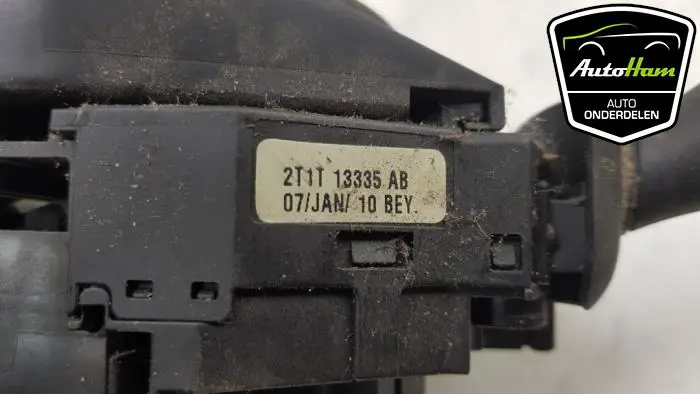 AutoHam
AUTO
ONDERDELEN
2T1T 13335 AB
07/JAN/ 10 BEY.